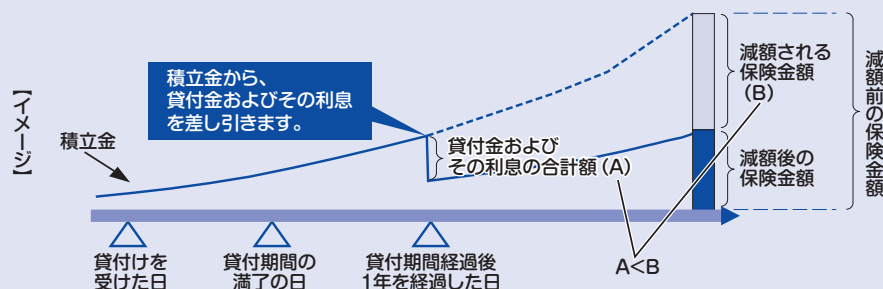 【イメージ】
積立金
積立金から、
貸付金およびその利息
を差し引きます。
貸付金および
その利息の合計額（A）
減額される
保険金額
（B）
減額後の
保険金額
減額前の保険金額
A<B
貸付けを
受けた日
貸付期間の
満了の日
貸付期間経過後
1年を経過した日